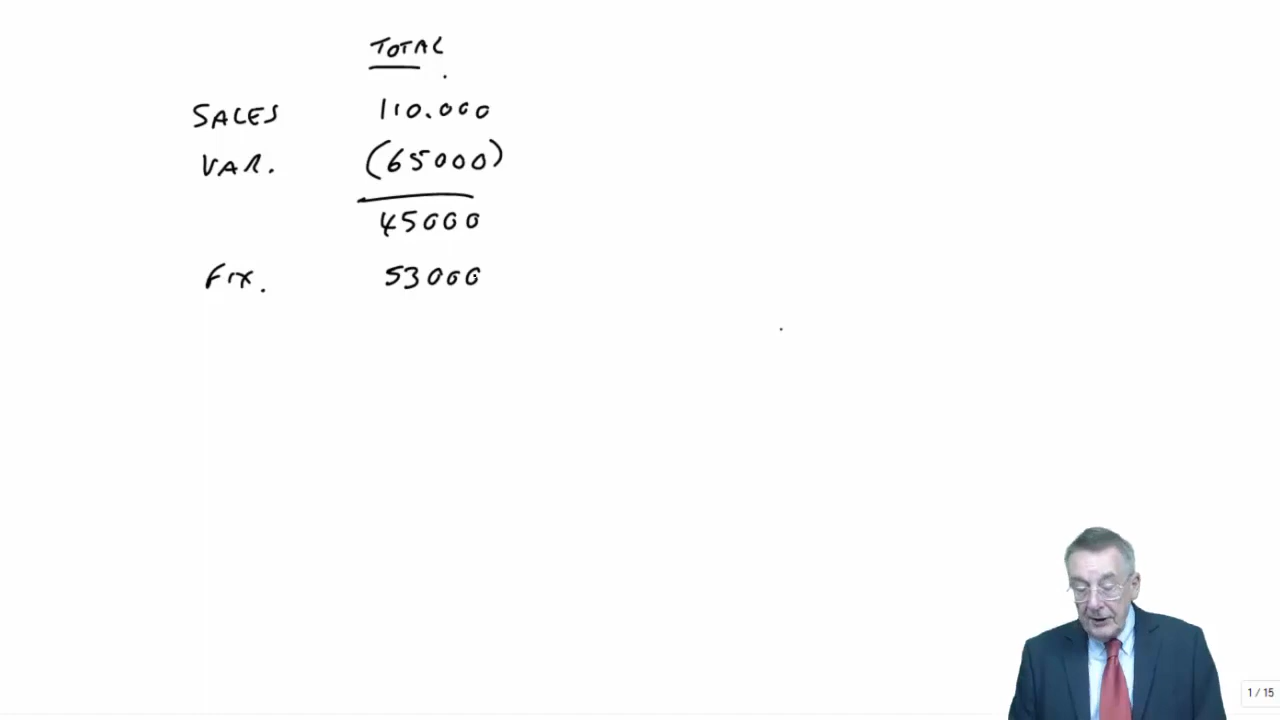 TOTAL
SALES 110.000
VAR. (65000)
45000
FIX. 53000
1 / 15